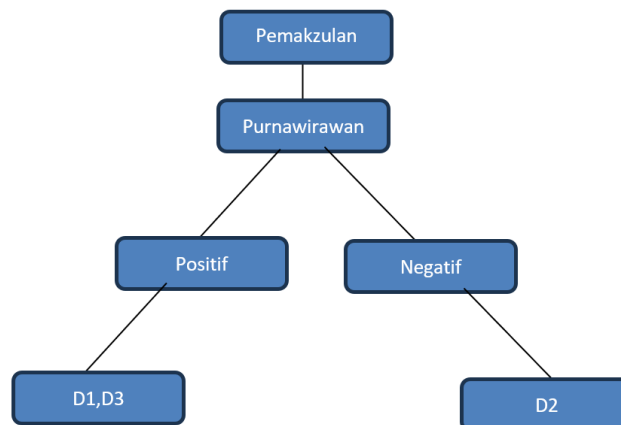 Pemakzulan
Purnawirawan
Positif
Negatif
D1,D3
D2